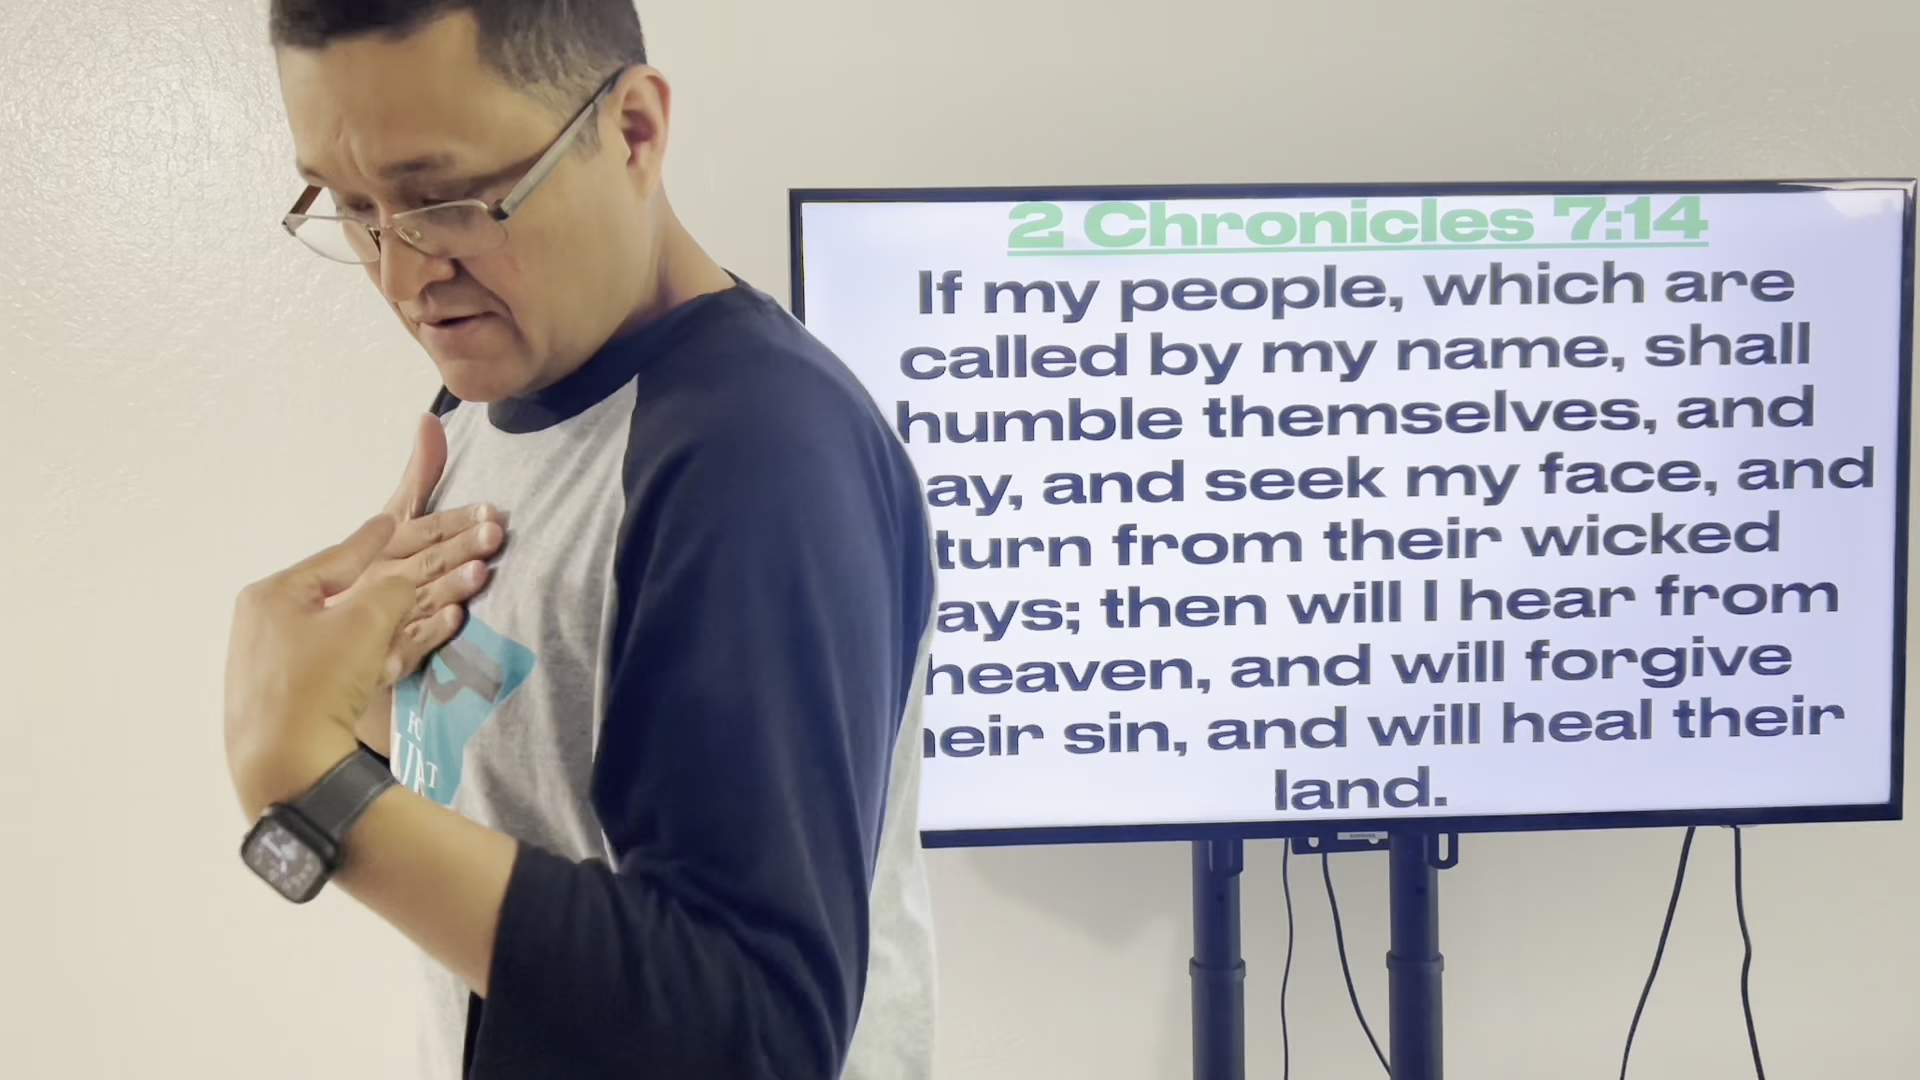 2 Chronicles 7:14
If my people, which are
called by my name, shall
humble themselves, and
and seek my face, and
turn from their wicked
then will I hear from
heaven, and will forgive
sin, and will heal their
land.
SAMSUNG